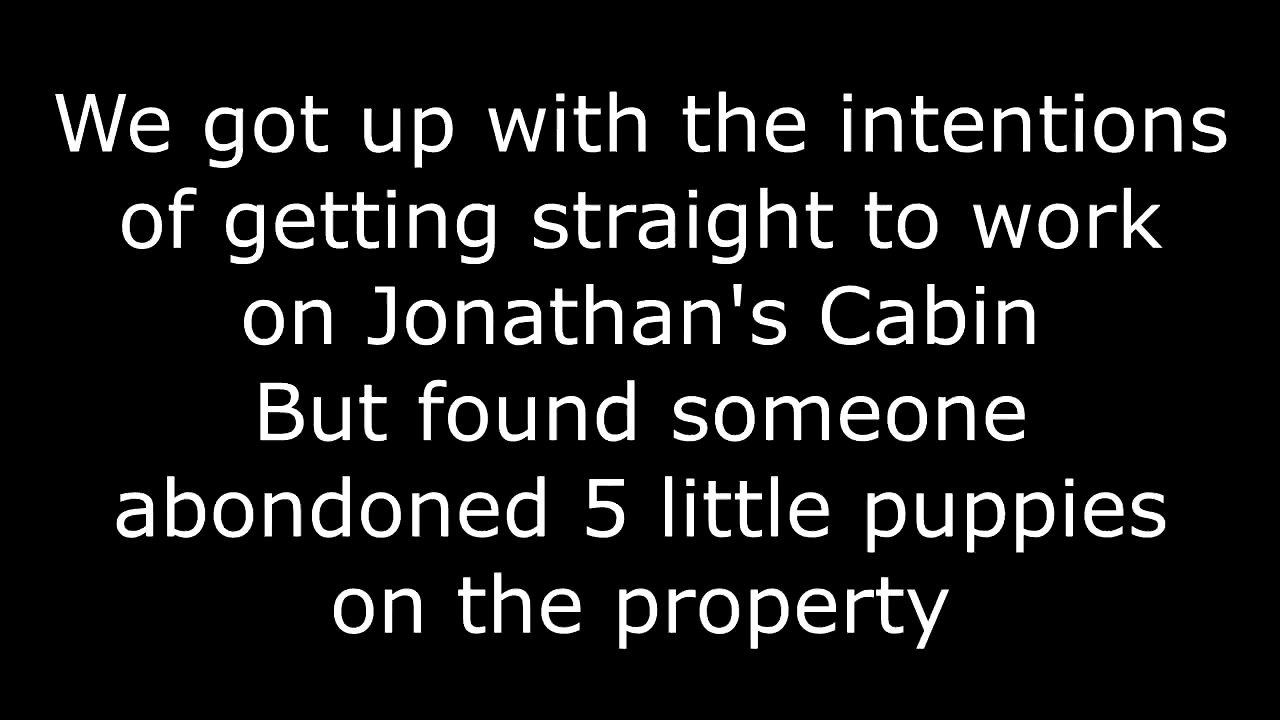 We got up with the intentions
of getting straight to work
on Jonathan's Cabin
But found someone
abondoned 5 little puppies
on the property